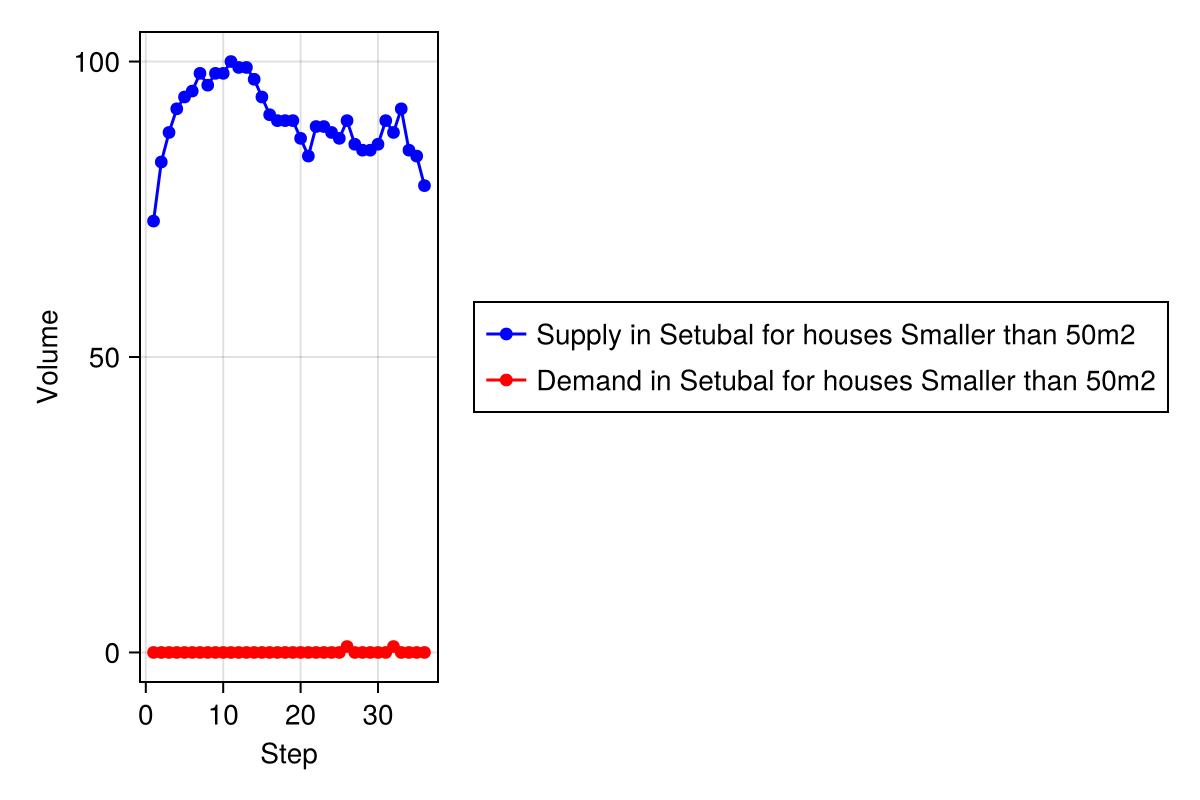 100
50
0
Volume
0 10 20 30
Step
Supply in Setubal for houses Smaller than 50m2
Demand in Setubal for houses Smaller than 50m2